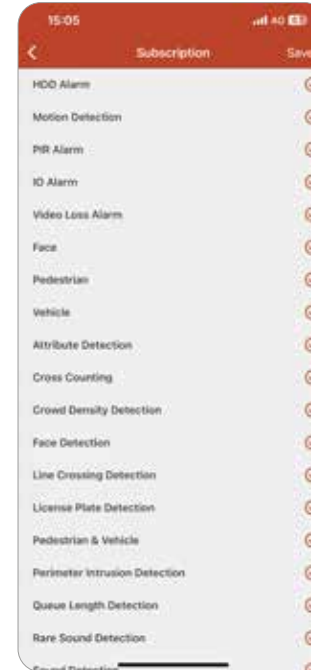 15:05 4G
Subscription Save
HDD Alarm
Motion Detection
PIR Alarm
IO Alarm
Video Loss Alarm
Face
Pedestrian
Vehicle
Attribute Detection
Cross Counting
Crowd Density Detection
Face Detection
Line Crossing Detection
License Plate Detection
Pedestrian & Vehicle
Perimeter Intrusion Detection
Queue Length Detection
Rare Sound Detection
Sound Detection